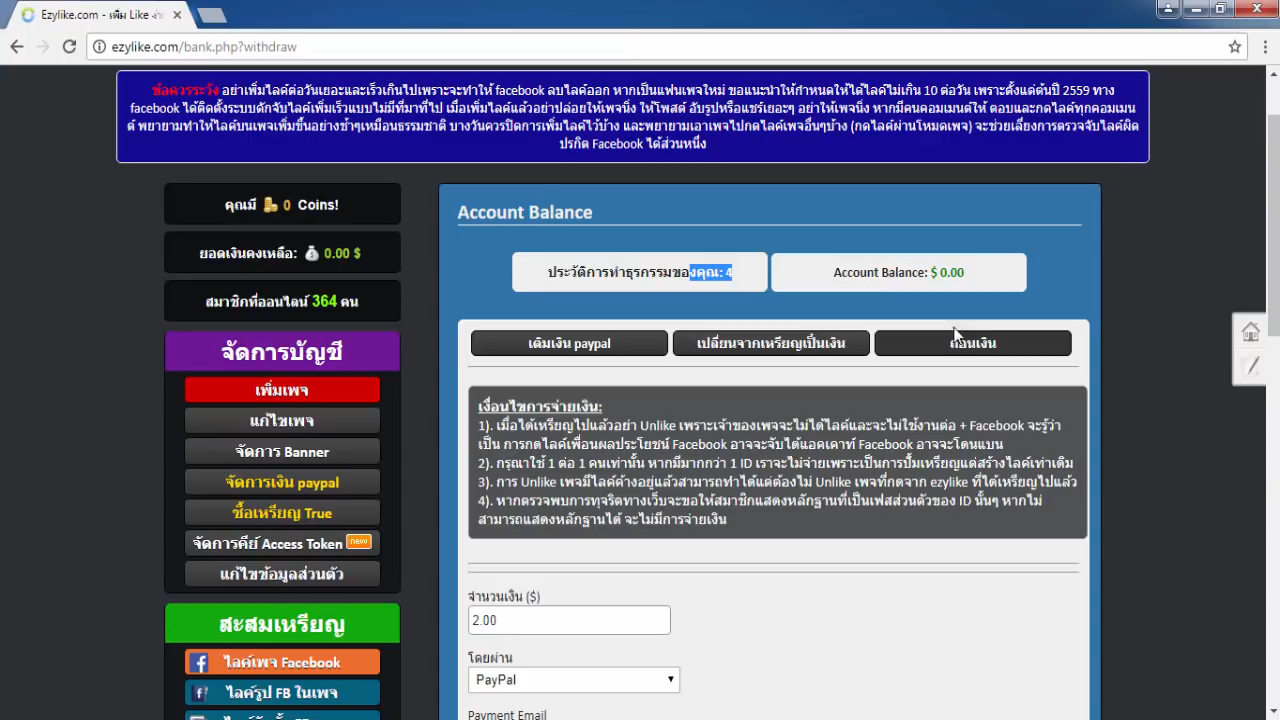 Ezylike.com - เพิ่ม Like
ezylike.com/bank.php?withdraw
ข้อควรระวัง อย่าเพิ่มไลค์ต่อวันเยอะและเร็วเกินไปเพราะจะทำให้ facebook ลบไลค์ออก หากเป็นแฟนเพจใหม่ ขอแนะนำให้กำหนดให้ได้ไลค์ไม่เกิน 10 ต่อวัน เพราะตั้งแต่ต้นปี 2559 ทาง
facebook ได้ติดตั้งระบบดักจับไลค์เพิ่มเร็วแบบไม่มีที่มาที่ไป เมื่อเพิ่มไลค์แล้วอย่าปล่อยให้เพจนิ่ง ให้โพสต์ อับรูปหรือแชร์เยอะๆ อย่าให้เพจนิ่ง หากมีคนคอมเมนต์ให้ ตอบและกดไลค์ทุกคอมเมน
ต์ พยายามทำให้ไลค์บนเพจเพิ่มขึ้นอย่างช้ำๆเหมือนธรรมชาติ บางวันควรปิดการเพิ่มไลค์ไว้บ้าง และพยายามเอาเพจไปกดไลค์เพจอื่นๆบ้าง (กดไลค์ผ่านโหมดเพจ) จะช่วยเลี่ยงการตรวจจับไลค์ผิด
ปรกิต Facebook ได้ส่วนหนึ่ง
คุณมี 0 Coins!
ยอดเงินคงเหลือ: 0.00 $
สมาชิกที่ออนไลน์ 364 คน
จัดการบัญชี
เพิ่มเพจ
แก้ไขเพจ
จัดการ Banner
จัดการเงิน paypal
ซื้อเหรียญ True
จัดการคีย์ Access Token new
แก้ไขข้อมูลส่วนตัว
สะสมเหรียญ
ไลค์เพจ Facebook
ไลค์รูป FB ในเพจ
Account Balance
ประวัติการทำธุรกรรมของคุณ: 4
Account Balance: $ 0.00
เติมเงิน paypal
เปลี่ยนจากเหรียญเป็นเงิน
ถอนเงิน
เงื่อนไขการจ่ายเงิน:
1). เมื่อได้เหรียญไปแล้วอย่า Unlike เพราะเจ้าของเพจจะไม่ได้ไลค์และจะไม่ใช้งานต่อ + Facebook จะรู้ว่า
เป็น การกดไลค์เพื่อนผลประโยชน์ Facebook อาจจะจับได้แอคเคาท์ Facebook อาจจะโดนแบน
2). กรุณาใช้ 1 ต่อ 1 คนเท่านั้น หากมีมากกว่า 1 ID เราจะไม่จ่ายเพราะเป็นการปั้มเหรียญแต่สร้างไลค์เท่าเดิม
3). การ Unlike เพจมีไลค์ค้างอยู่แล้วสามารถทำได้แต่ต้องไม่ Unlike เพจที่กดจาก ezylike ที่ได้เหรียญไปแล้ว
4). หากตรวจพบการทุจริตทางเว็บจะขอให้สมาชิกแสดงหลักฐานที่เป็นเฟสส่วนตัวของ ID นั้นๆ หากไม่
สามารถแสดงหลักฐานได้ จะไม่มีการจ่ายเงิน
จำนวนเงิน ($)
2.00
โดยผ่าน
PayPal
Payment Email